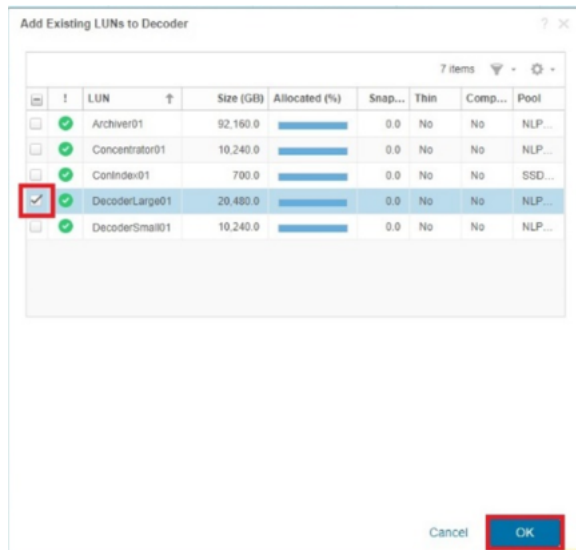 Add Existing LUNs to Decoder ?
7 items
! LUN Size (GB) Allocated (%) Snap... Thin Comp... Pool
Archiver01 92,160.0 0.0 No No NLP...
Concentrator01 10,240.0 0.0 No No NLP...
ConIndex01 700.0 0.0 No No SSD...
DecoderLarge01 20,480.0 0.0 No No NLP...
DecoderSmall01 10,240.0 0.0 No No NLP...
Cancel OK